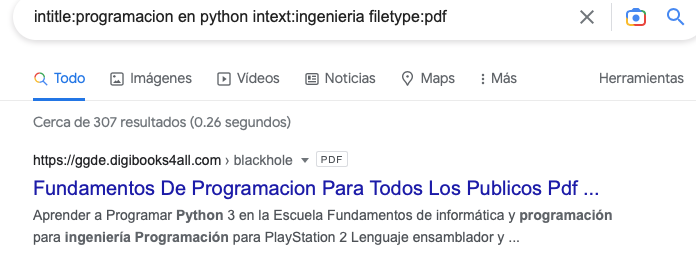 intitle:programacion en python intext:ingenieria filetype:pdf
Todo Imágenes Vídeos Noticias Maps Más Herramientas
Cerca de 307 resultados (0.26 segundos)
https://ggde.digibooks4all.com › blackhole PDF
Fundamentos De Programacion Para Todos Los Publicos Pdf ...
Aprender a Programar Python 3 en la Escuela Fundamentos de informática y programación
para ingeniería Programación para PlayStation 2 Lenguaje ensamblador y ...